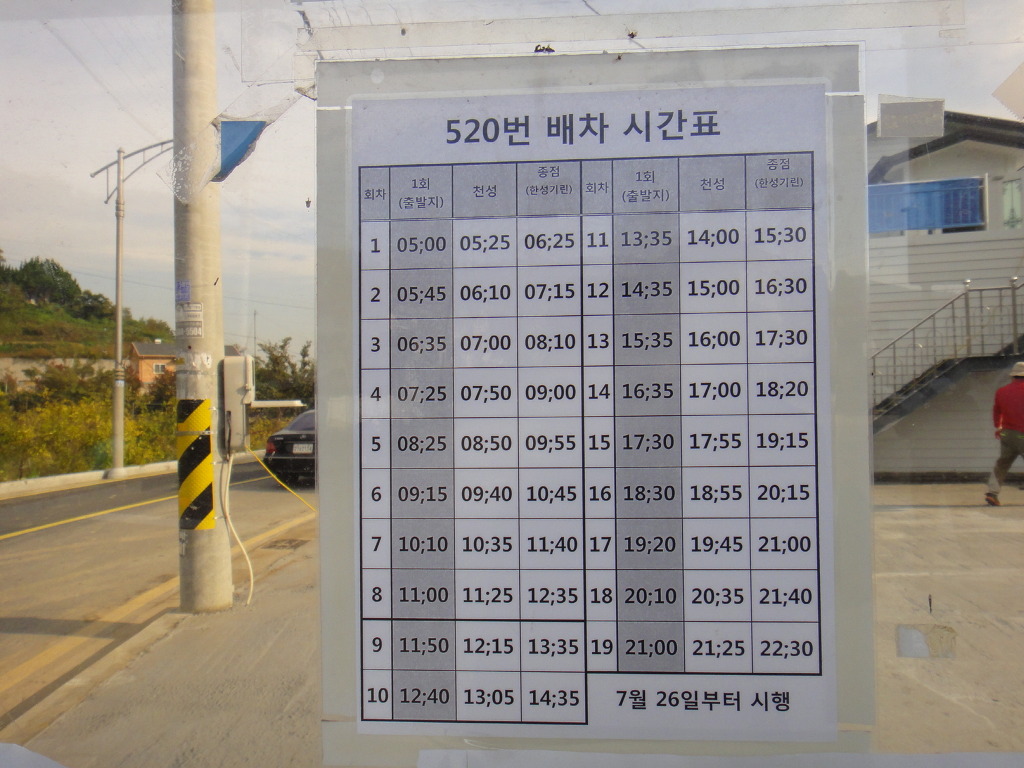 520번 배차 시간표
회차 1회 (출발지) 천성 종점 (한성기린) 회차 1회 (출발지) 천성 종점 (한성기린)
1 05;00 05;25 06;25 11 13;35 14;00 15;30
2 05;45 06;10 07;15 12 14;35 15;00 16;30
3 06;35 07;00 08;10 13 15;35 16;00 17;30
4 07;25 07;50 09;00 14 16;35 17;00 18;20
5 08;25 08;50 09;55 15 17;30 17;55 19;15
6 09;15 09;40 10;45 16 18;30 18;55 20;15
7 10;10 10;35 11;40 17 19;20 19;45 21;00
8 11;00 11;25 12;35 18 20;10 20;35 21;40
9 11;50 12;15 13;35 19 21;00 21;25 22;30
10 12;40 13;05 14;35 7월 26일부터 시행